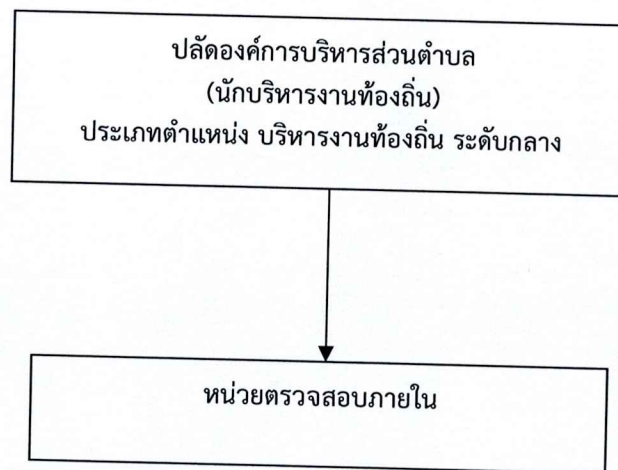 ปลัดองค์การบริหารส่วนตำบล
(นักบริหารงานท้องถิ่น)
ประเภทตำแหน่ง บริหารงานท้องถิ่น ระดับกลาง
หน่วยตรวจสอบภายใน